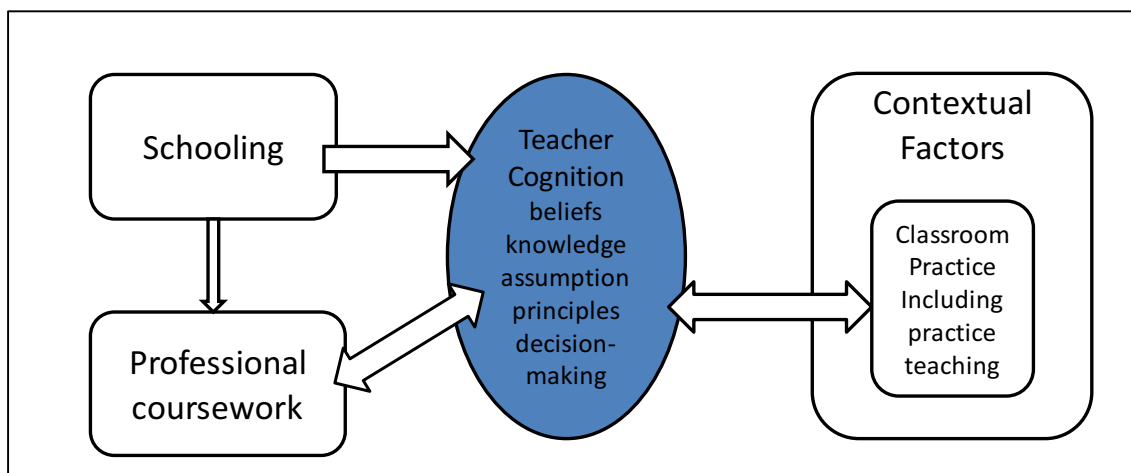 Schooling
Professional
coursework
Teacher
Cognition
beliefs
knowledge
assumption
principles
decision-
making
Contextual
Factors
Classroom
Practice
Including
practice
teaching